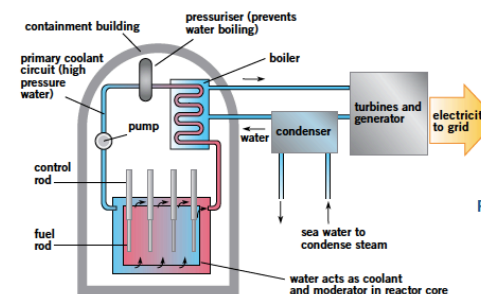 containment building
pressuriser (prevents
water boiling)
primary coolant
circuit (high
pressure
water)
boiler
pump
water
condenser
turbines and
generator
electricity
to grid
control
rod
fuel
rod
sea water to
condense steam
water acts as coolant
and moderator in reactor core